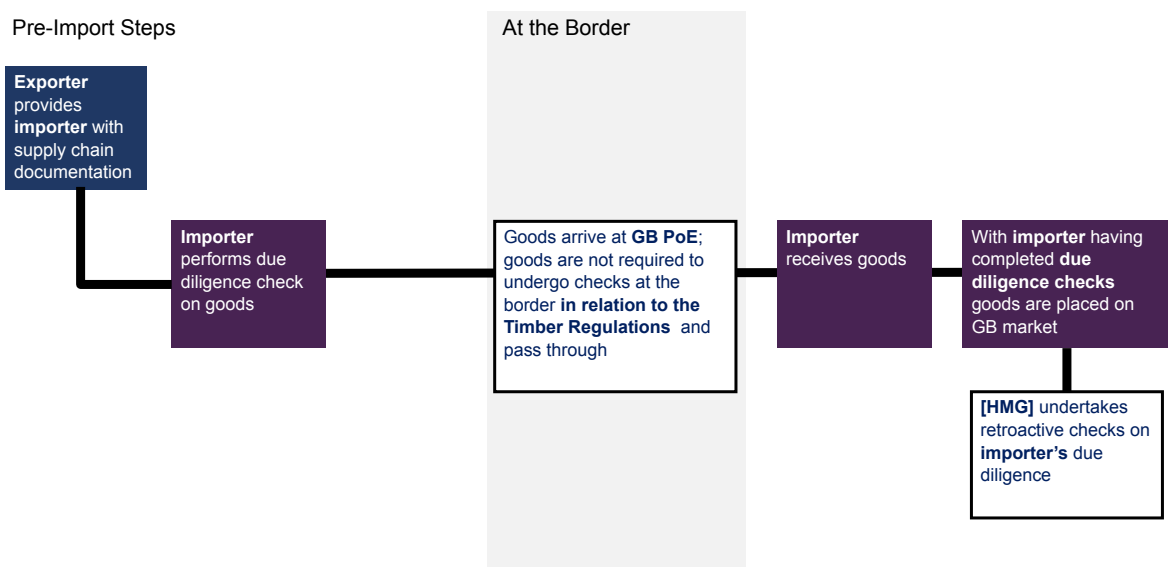 Pre-Import Steps
At the Border
Exporter
provides
importer with
supply chain
documentation
Importer
performs due
diligence check
on goods
Goods arrive at GB PoE;
goods are not required to
undergo checks at the
border in relation to the
Timber Regulations and
pass through
Importer
receives goods
With importer having
completed due
diligence checks
goods are placed on
GB market
[HMG] undertakes
retroactive checks on
importer’s due
diligence